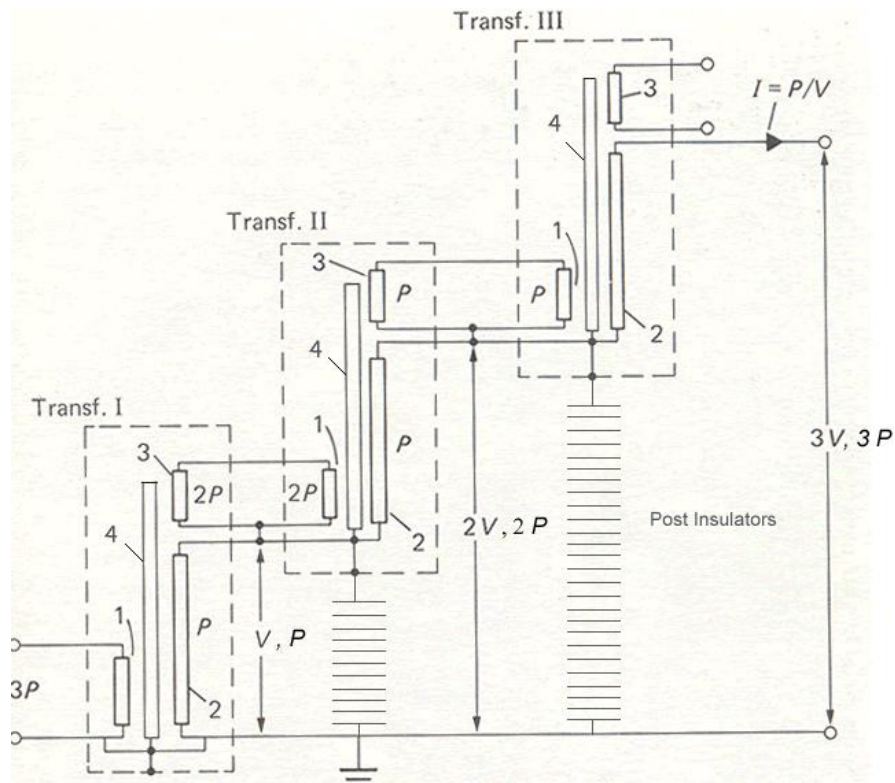 Transf. III
3
I = P/V
4
Transf. II
1
3
P
P
2
4
Transf. I
1
3
P
3V, 3P
2P
2P
2V, 2P
Post Insulators
4
2
1
P
V, P
3P
2